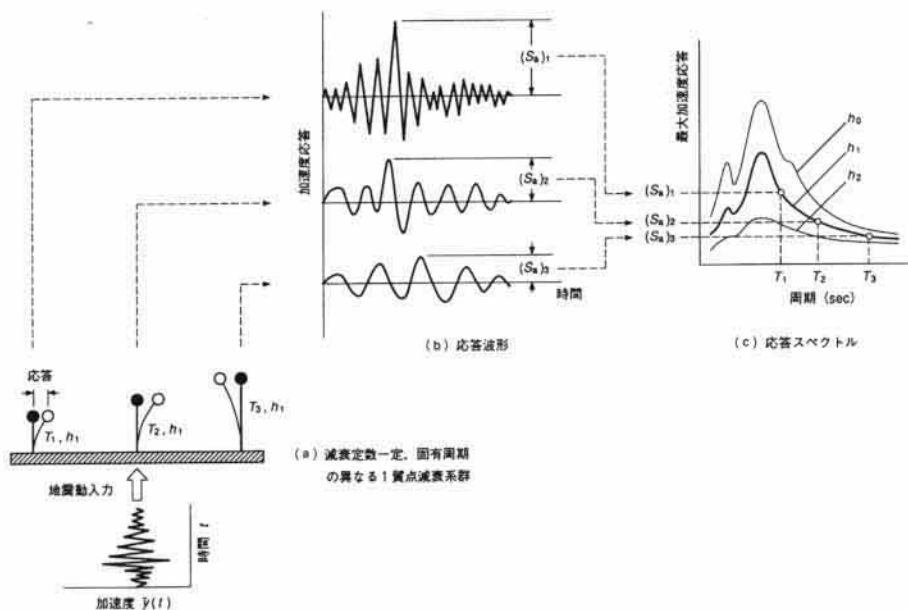 加速度応答
(Sa)1
(Sa)2
(Sa)3
時間
(b) 応答波形
最大加速度応答
(Sa)1
(Sa)2
(Sa)3
h0
h1
h2
T1
T2
T3
周期 (sec)
(c) 応答スペクトル
応答
T1, h1
T2, h1
T3, h1
(a) 減衰定数一定,固有周期
の異なる1質点減衰系群
地震動入力
時間 t
加速度 ÿ(t)